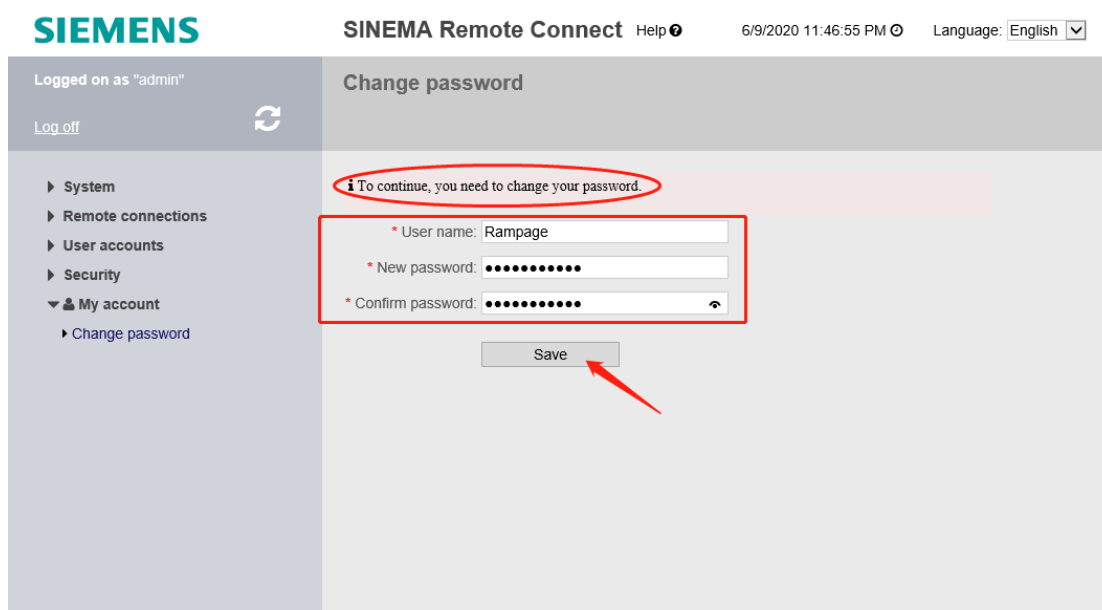 SIEMENS
SINEMA Remote Connect Help 6/9/2020 11:46:55 PM Language: English
Logged on as "admin"
Log off
Change password
System
Remote connections
User accounts
Security
My account
Change password
To continue, you need to change your password.
* User name: Rampage
* New password: ●●●●●●●●●●●
* Confirm password: ●●●●●●●●●●●
Save